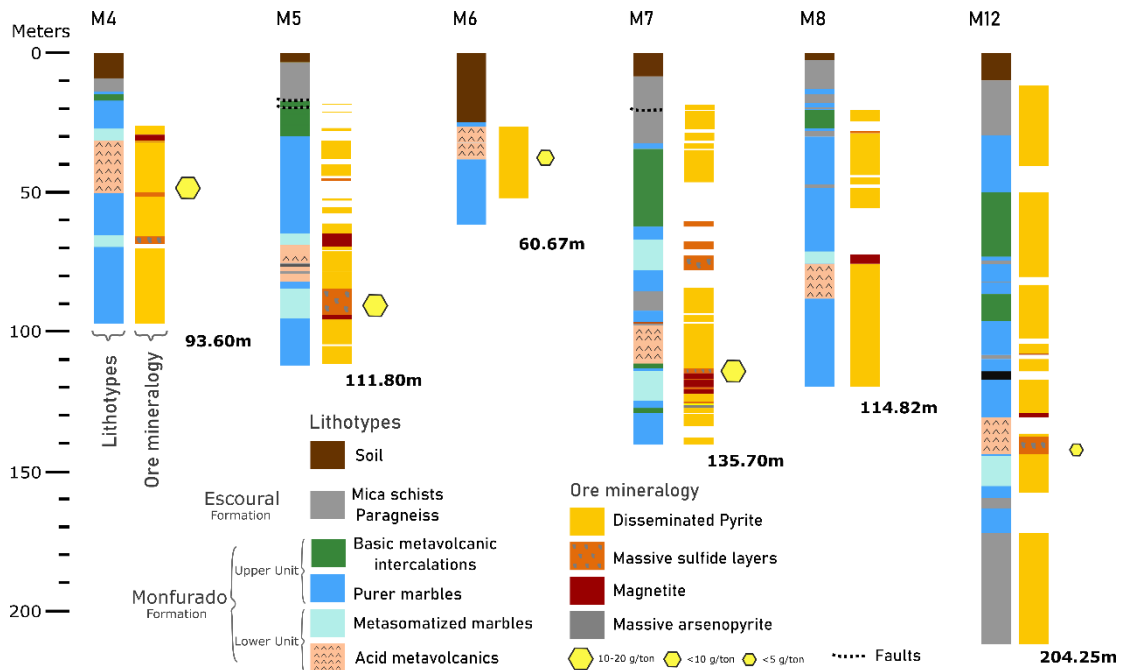 M4 M5 M6 M7 M8 M12
Meters
0
50
60.67m
100
93.60m
111.80m
114.82m
135.70m
150
200
204.25m
Lithotypes
Ore mineralogy
Lithotypes
Soil
Escoural
Formation
Mica schists
Paragneiss
Monfurado
Formation
Upper Unit
Basic metavolcanic
intercalations
Purer marbles
Lower Unit
Metasomatized marbles
Acid metavolcanics
Ore mineralogy
Disseminated Pyrite
Massive sulfide layers
Magnetite
Massive arsenopyrite
10-20 g/ton <10 g/ton <5 g/ton
Faults